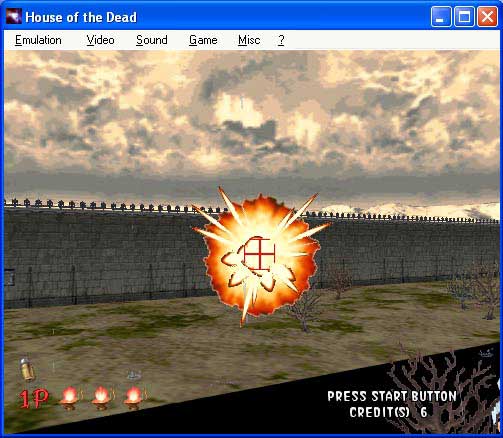 House of the Dead
Emulation Video Sound Game Misc ?
1P
PRESS START BUTTON
CREDIT(S) 6